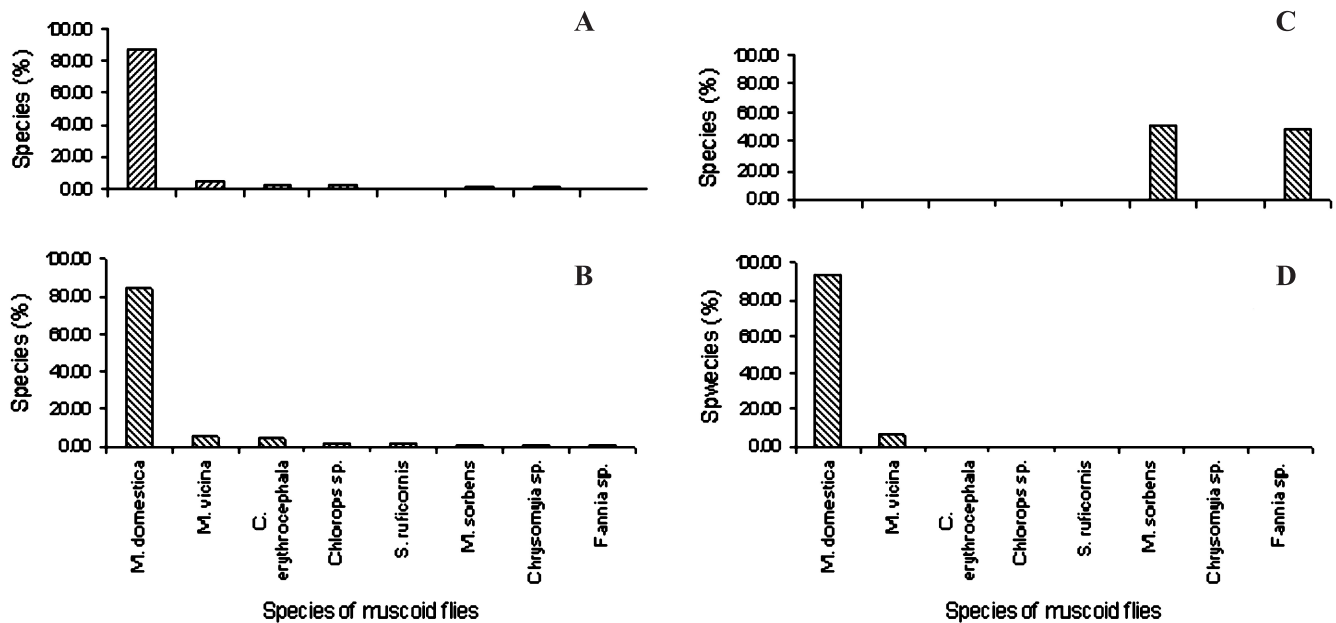 A
Species (%)
100.00
80.00
60.00
40.00
20.00
0.00
B
Species (%)
100.00
80.00
60.00
40.00
20.00
0.00
M. domestica
M. vicina
C.
erythrocephala
Chlorops sp.
S. ruficornis
M. sorbens
Chrysomyia sp.
Fannia sp.
Species of muscoid flies
C
Species (%)
100.00
80.00
60.00
40.00
20.00
0.00
D
Spwecies (%)
100.00
80.00
60.00
40.00
20.00
0.00
M. domestica
M. vicina
C.
erythrocephala
Chlorops sp.
S. ruficornis
M. sorbens
Chrysomyia sp.
Fannia sp.
Species of muscoid flies